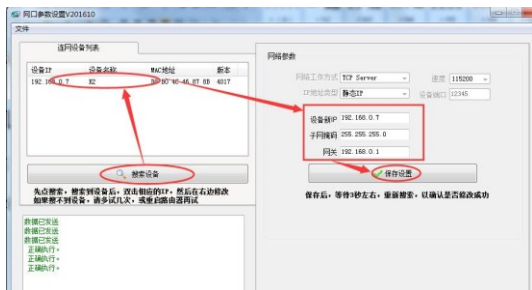 网口参数设置V201610
文件
连网设备列表
设备IP 设备名称 MAC地址 版本
192.168.0.7 K2 4017
搜索设备
先点搜索，搜索到设备后，双击相应的IP，然后在右边修改
如果搜不到设备，请多试几次，或重启路由器再试
数据已发送
数据已发送
数据已发送
正确执行。
正确执行。
正确执行。
网络参数
网络工作方式 TCP Server 速度 115200
IP地址类型 静态IP 设备端口 12345
设备新IP 192.168.0.7
子网掩码 255.255.255.0
网关 192.168.0.1
保存设置
保存后，等待3秒左右，重新搜索，以确认是否修改成功